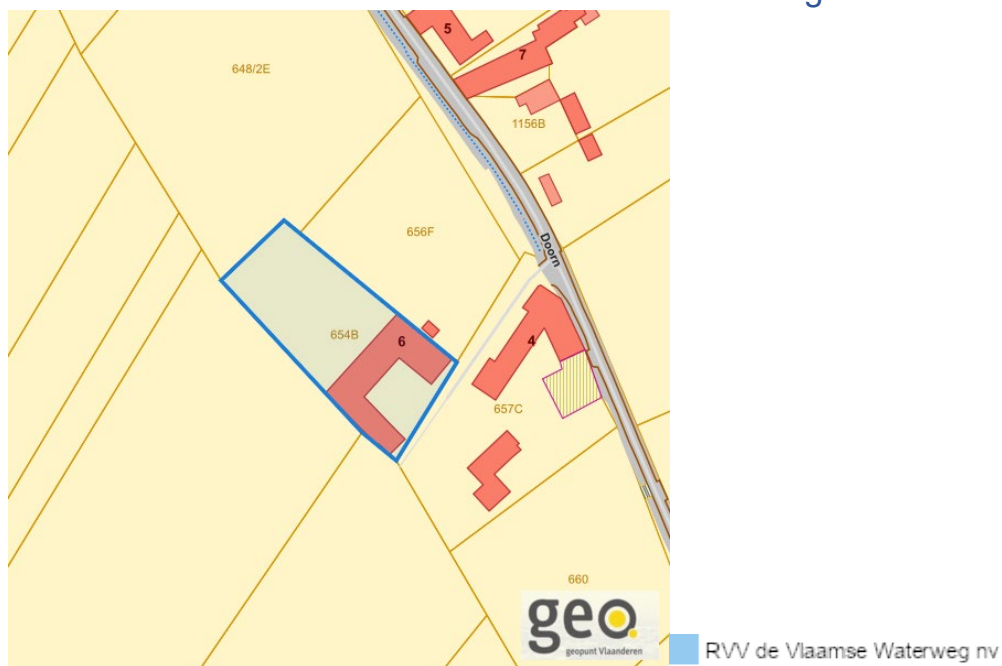 g
5
7
648/2E
1156B
656F
Doorn
654B
6
4
657C
660
geo
geopunt Vlaanderen
RVV de Vlaamse Waterweg nv